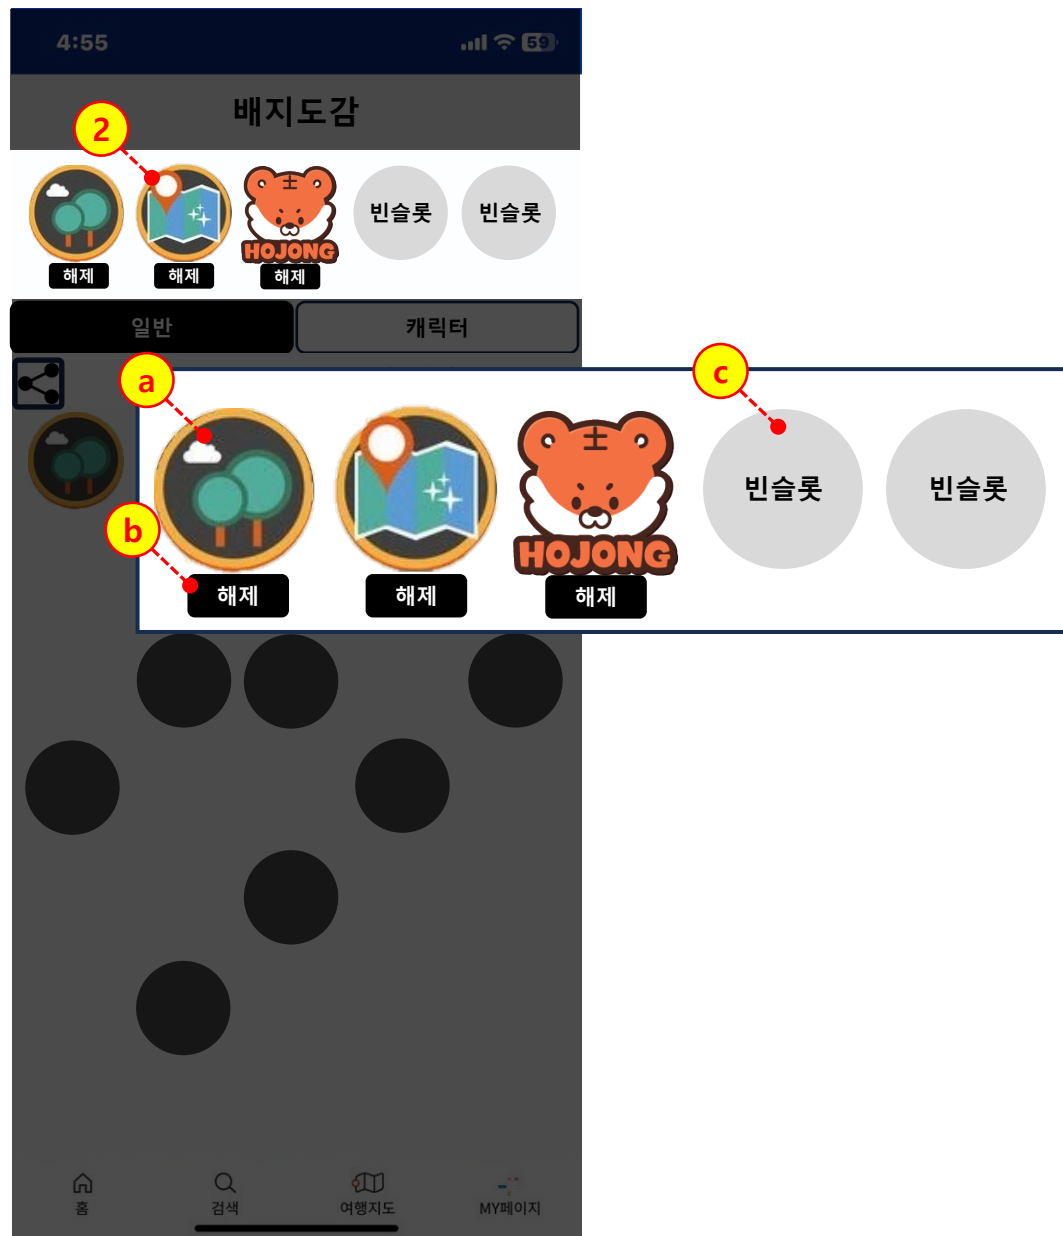 4:55
59
배지도감
2
빈슬롯
빈슬롯
HOJONG
해제
해제
해제
일반
캐릭터
a
c
빈슬롯
빈슬롯
b
HOJONG
해제
해제
해제
홈
검색
여행지도
MY페이지